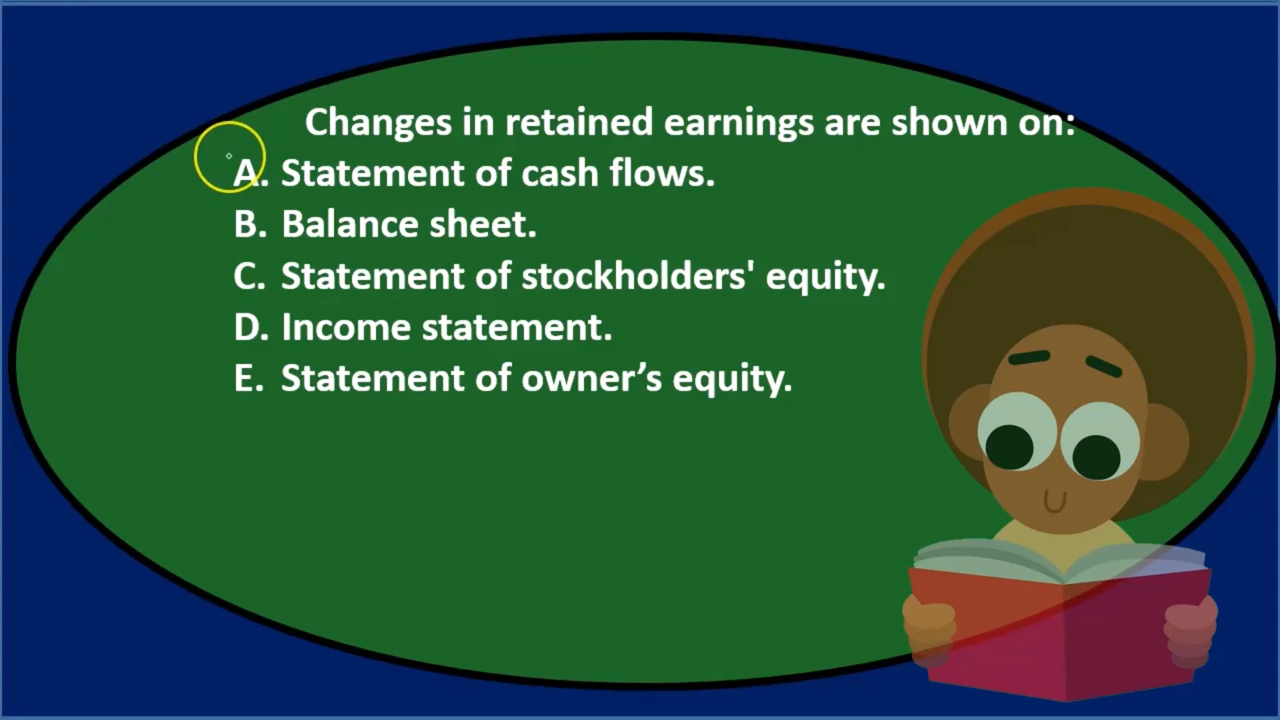 Changes in retained earnings are shown on:
A. Statement of cash flows.
B. Balance sheet.
C. Statement of stockholders' equity.
D. Income statement.
E. Statement of owner’s equity.